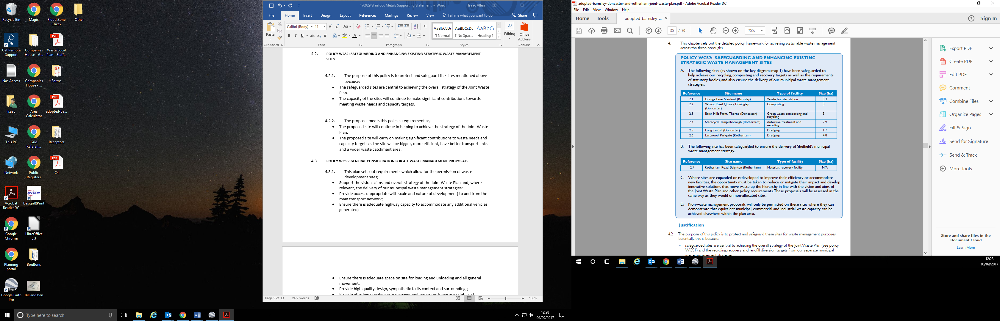 Recycle Bin
Magic
Flood Zone
Check
Other
Get Remote
Support
Companies
House - G...
Waste Local
Plan - Staff...
Nas Access
Companies
House - ...
Forms
Isaac
Area
Calculator
adopted-ba...
This PC
Grid
Referen...
Receptors
Network
Public
Registers
C4
Acrobat
Reader DC
AVERY
Design&Print
Google
Chrome
LibreOffice
5.3
Planning
portal
Boultons
Google Earth
Pro
Bill and ben
Type here to search
12:28
06/09/2017
170929 Stairfoot Metals Supporting Statement - Word
Isaac Allen
File Home Insert Design Layout References Mailings Review View Tell me what you want to do Share
Paste
Calibri (Body) 11
AaBbCcDc AaBbCcDc AaBbCc
¶ Normal ¶ No Spac... Heading 1
Editing
Office
Add-ins
Clipboard Font Paragraph Styles Add-ins
4.2. POLICY WCS2: SAFEGUARDING AND ENHANCING EXISTING STRATEGIC WASTE MANAGEMENT
SITES.
4.2.1. The purpose of this policy is to protect and safeguard the sites mentioned above
because:
• The safeguarded sites are central to achieving the overall strategy of the Joint Waste
Plan.
• The capacity of the sites will continue to make significant contributions towards
meeting waste needs and capacity targets.
4.2.2. The proposal meets this policies requirement as;
• The proposed site will continue in helping to achieve the strategy of the Joint Waste
Plan.
• The proposed site will carry on making significant contributions to waste needs and
capacity targets as the site will be bigger, more efficient, have better transport links
and a wider waste catchment area.
4.3. POLICY WCS6: GENERAL CONSIDERATION FOR ALL WASTE MANAGEMENT PROPOSALS.
4.3.1. This plan sets out requirements which allow for the permission of waste
development sites;
• Support the visions aims and overall strategy of the Joint Waste Plan and, where
relevant, the delivery of our municipal waste management strategies;
• Provide access (appropriate with scale and nature of development) to and from the
main transport network;
• Ensure there is adequate highway capacity to accommodate any additional vehicles
generated;
• Ensure there is adequate space on site for loading and unloading and all general
movement.
• Provide high quality design, sympathetic to its context and surroundings;
• Provide effective on-site waste management measures to ensure safety and
Page 9 of 13 3977 words 100%
adopted-barnsley-doncaster-and-rotherham-joint-waste-plan.pdf - Adobe Acrobat Reader DC
File Edit View Window Help
Home Tools adopted-barnsley-... Sign In
35 / 70 75%
4.1 This chapter sets out the detailed policy framework for achieving sustainable waste management
across the three boroughs.
POLICY WCS2: SAFEGUARDING AND ENHANCING EXISTING
STRATEGIC WASTE MANAGEMENT SITES
A. The following sites (as shown on the key diagram: map 1) have been safeguarded to
help achieve our recycling, composting and recovery targets as well as the requirements
of statutory bodies, and also ensure the delivery of our municipal waste management
strategies.
Reference Site name Type of facility Size (ha)
2.1 Grange Lane, Stairfoot (Barnsley) Waste transfer station 3.4
2.2 Wroot Road Quarry, Finningley
(Doncaster) Composting 3
2.3 Brier Hills Farm, Thorne (Doncaster) Green waste composting and
recycling 3
2.4 Sterecycle, Templeborough (Rotherham) Autoclave treatment and
recycling 2.9
2.5 Long Sandall (Doncaster) Dredging 1.7
2.6 Eastwood, Parkgate (Rotherham) Dredging 4.8
B. The following site has been safeguarded to ensure the delivery of Sheffield's municipal
waste management strategy.
Reference Site name Type of facility Size (ha)
2.7 Rotherham Road, Beighton (Rotherham) Materials recovery facility N/A
C. Where sites are expanded or redeveloped to improve their efficiency or accommodate
new facilities, the opportunity must be taken to reduce or mitigate their impact and develop
innovative solutions that move waste up the hierarchy in line with the vision and aims of
the Joint Waste Plan and other policy requirements. These proposals will be assessed in the
same way as they would on non-allocated sites.
D. Non-waste management proposals will only be permitted on these sites where they can
demonstrate that equivalent municipal, commercial and industrial waste capacity can be
achieved elsewhere within the plan area.
Justification
4.2 The purpose of this policy is to protect and safeguard these sites for waste management purposes.
Essentially, this is because:
• safeguarded sites are central to achieving the overall strategy of the Joint Waste Plan (see policy
WCS1) and the recycling, recovery and landfill diversion targets from our separate municipal
waste management strategies;
Export PDF
Create PDF
Edit PDF
Comment
Combine Files
Organize Pages
Fill & Sign
Send for Signature
Send & Track
More Tools
Store and share files in the
Document Cloud
Learn More
12:28
06/09/2017